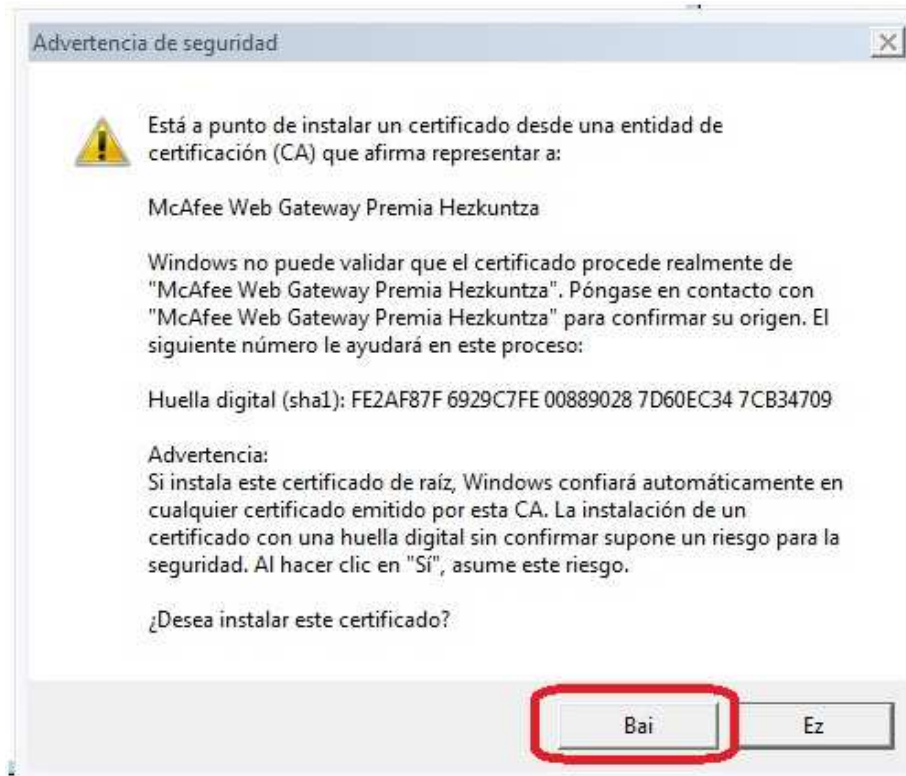 Advertencia de seguridad
Está a punto de instalar un certificado desde una entidad de
certificación (CA) que afirma representar a:
McAfee Web Gateway Premia Hezkuntza
Windows no puede validar que el certificado procede realmente de
"McAfee Web Gateway Premia Hezkuntza". Póngase en contacto con
"McAfee Web Gateway Premia Hezkuntza" para confirmar su origen. El
siguiente número le ayudará en este proceso:
Huella digital (sha1): FE2AF87F 6929C7FE 00889028 7D60EC34 7CB34709
Advertencia:
Si instala este certificado de raíz, Windows confiará automáticamente en
cualquier certificado emitido por esta CA. La instalación de un
certificado con una huella digital sin confirmar supone un riesgo para la
seguridad. Al hacer clic en "Sí", asume este riesgo.
¿Desea instalar este certificado?
Bai Ez